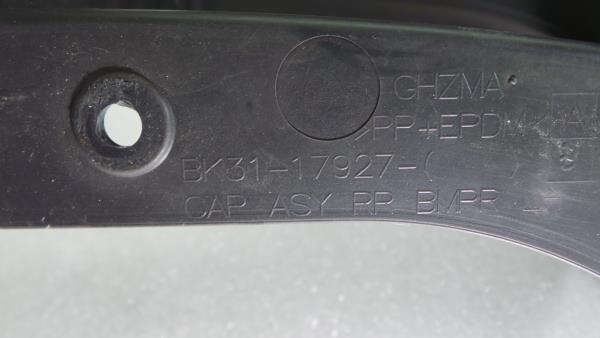 GHZMA
>PP+EPDM<
BK31-17927-( )
CAP ASY RR BMPR